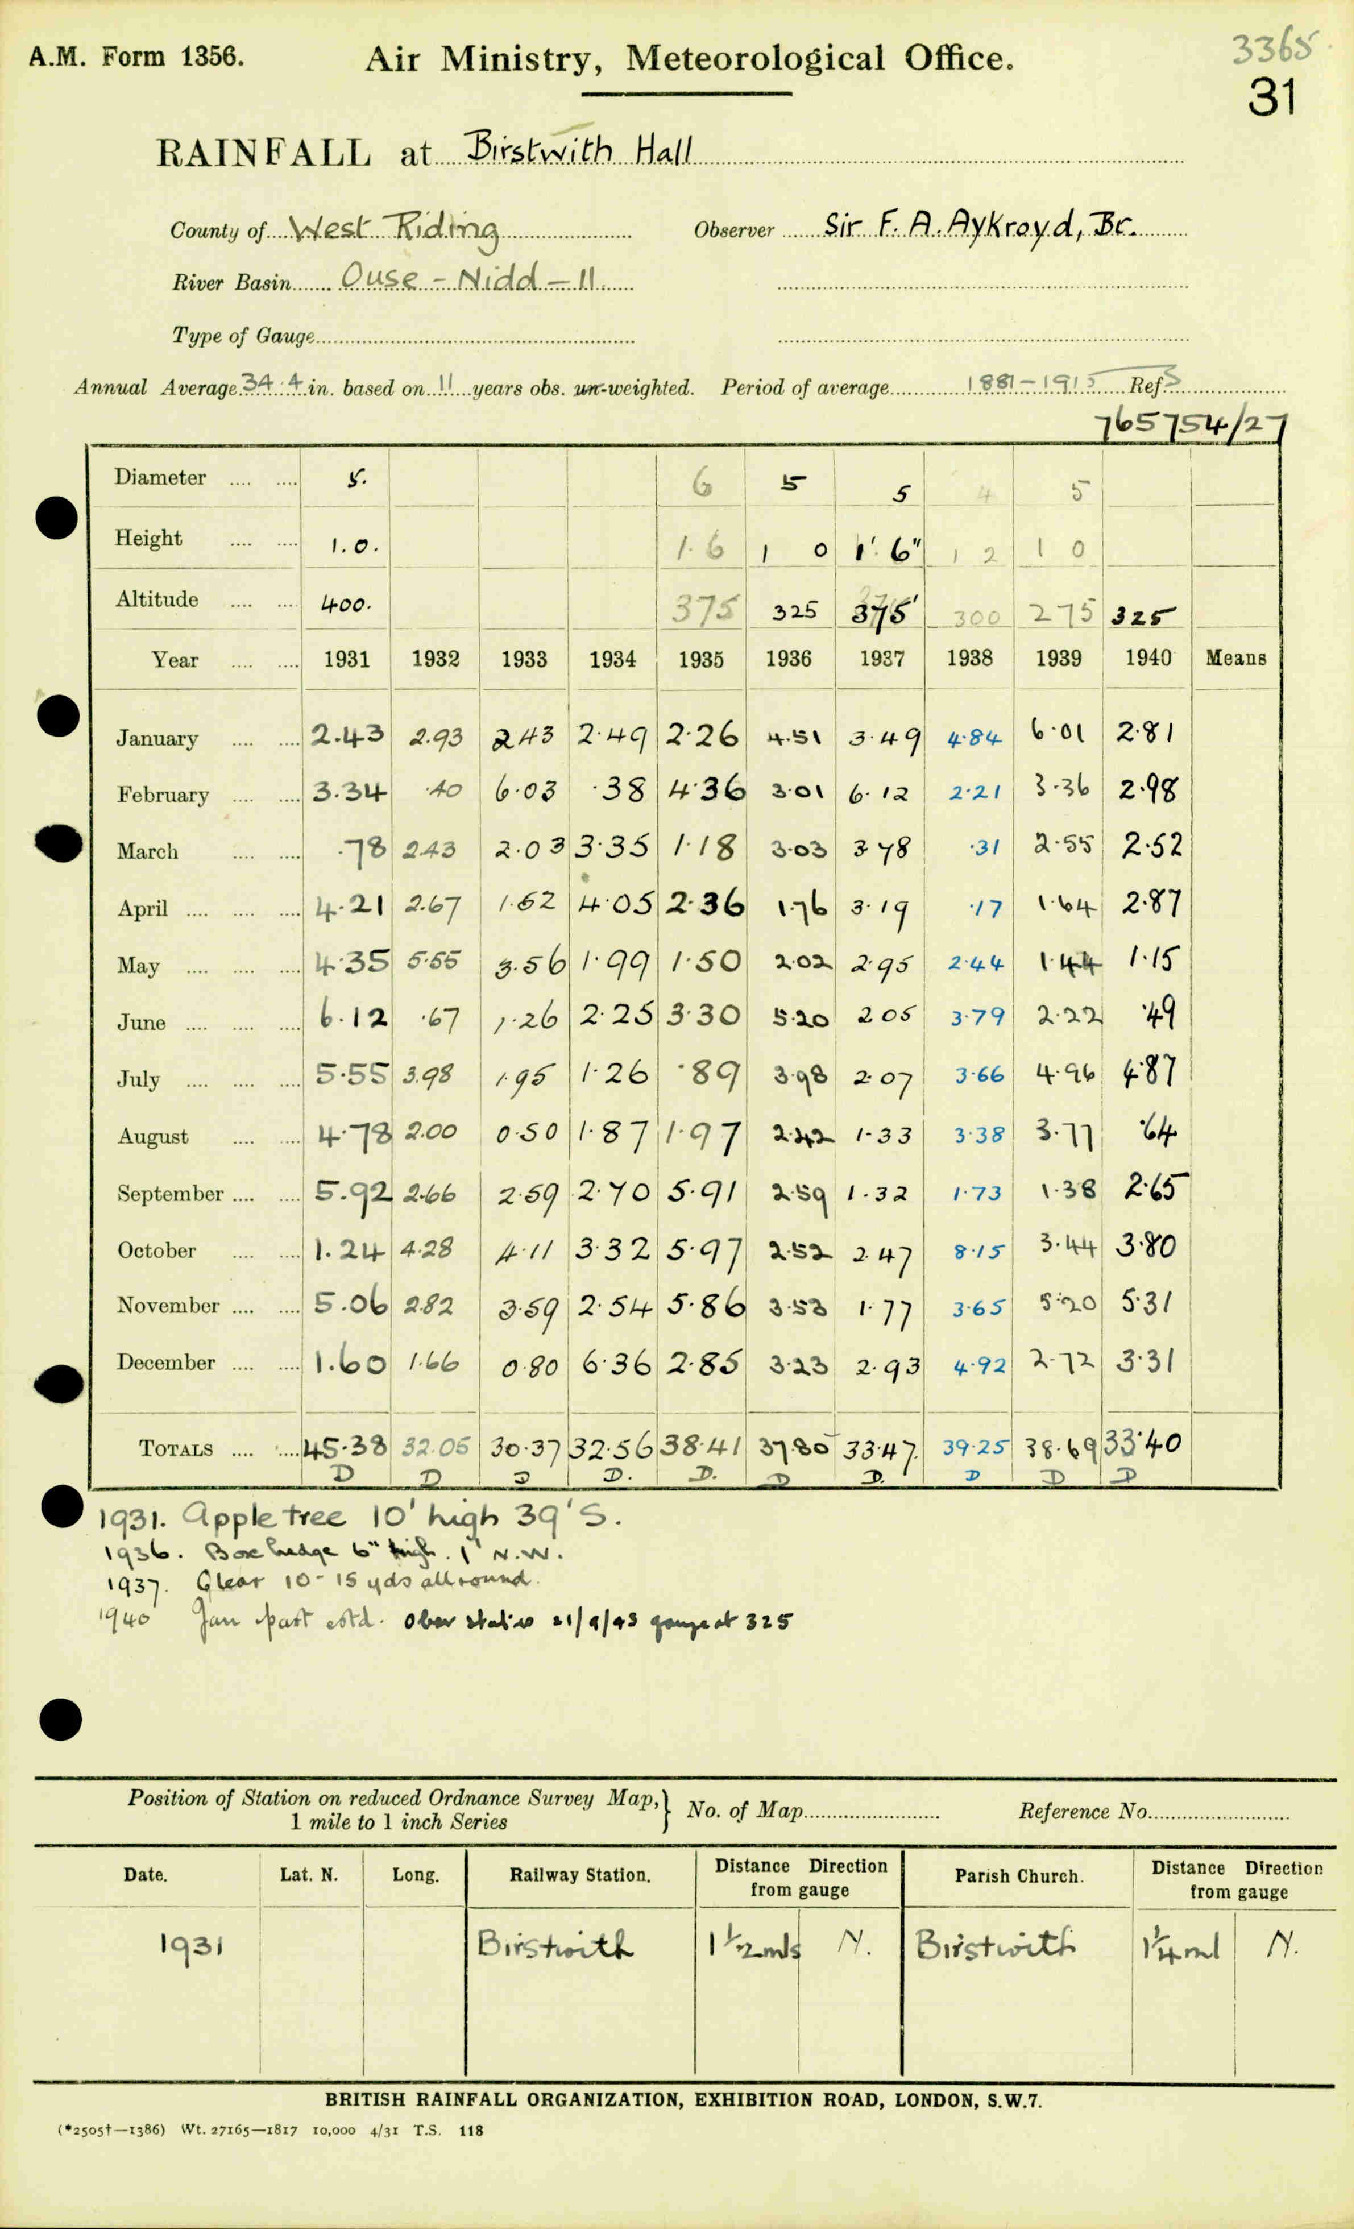 A.M. Form 1356.
Air Ministry, Meteorological Office.
3365
31
RAINFALL at Birstwith Hall
County of West Riding Observer Sir F. A. Aykroyd, Br.
River Basin Ouse - Nidd - 11
Type of Gauge
Annual Average 34.4 in. based on 11 years obs. un-weighted. Period of average 1881-1915 Ref S
765754/27
Diameter 5. 6 5 5 4 5
Height 1.0. 1.6 1 0 1' 6" 1 2 1 0
Altitude 400. 375 325 375' 300 275 325
Year 1931 1932 1933 1934 1935 1936 1937 1938 1939 1940 Means
January 2.43 2.93 2.43 2.49 2.26 4.51 3.49 4.84 6.01 2.81
February 3.34 .40 6.03 .38 4.36 3.01 6.12 2.21 3.36 2.98
March .78 2.43 2.03 3.35 1.18 3.03 3.78 .31 2.55 2.52
April 4.21 2.67 1.52 4.05 2.36 1.76 3.19 .17 1.64 2.87
May 4.35 5.55 3.56 1.99 1.50 2.02 2.95 2.44 1.44 1.15
June 6.12 .67 1.26 2.25 3.30 5.20 2.05 3.79 2.22 .49
July 5.55 3.98 1.95 1.26 .89 3.98 2.07 3.66 4.96 4.87
August 4.78 2.00 0.50 1.87 1.97 2.42 1.33 3.38 3.77 .64
September 5.92 2.66 2.59 2.70 5.91 2.59 1.32 1.73 1.38 2.65
October 1.24 4.28 4.11 3.32 5.97 2.52 2.47 8.15 3.44 3.80
November 5.06 2.82 3.59 2.54 5.86 3.53 1.77 3.65 5.20 5.31
December 1.60 1.66 0.80 6.36 2.85 3.23 2.93 4.92 2.72 3.31
TOTALS 45.38 32.05 30.37 32.56 38.41 37.80 33.47. 39.25 38.69 33.40
D D D D. D. D D. D D D
1931. Apple tree 10' high 39' S.
1936. Box hedge 6" high. 1' N.W.
1937. Clear 10-15 yds all round.
1940 Jan part estd. Obsr states 21/9/43 gauge at 325
Position of Station on reduced Ordnance Survey Map, } No. of Map Reference No.
1 mile to 1 inch Series
Date. Lat. N. Long. Railway Station. Distance Direction from gauge Parish Church. Distance Direction from gauge
1931 Birstwith 1½ mls N. Birstwith 1¼ ml N.
BRITISH RAINFALL ORGANIZATION, EXHIBITION ROAD, LONDON, S.W.7.
(*2505†—1386) Wt. 27165—1817 10,000 4/31 T.S. 118